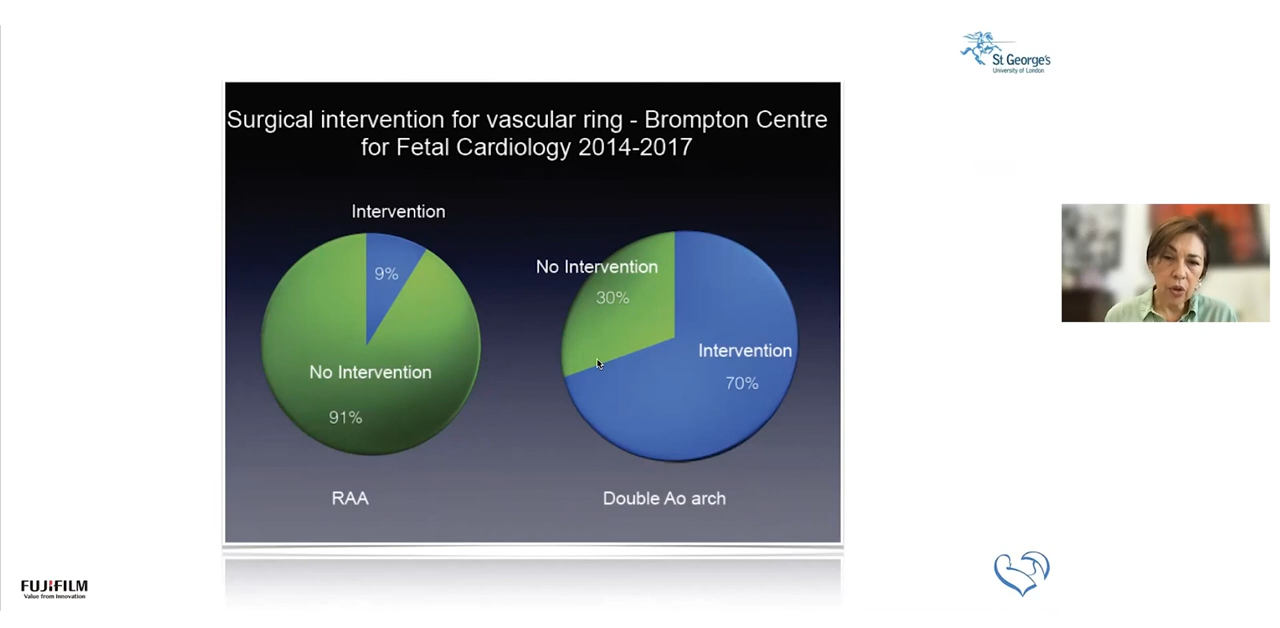 St George's
University of London
Surgical intervention for vascular ring - Brompton Centre
for Fetal Cardiology 2014-2017
Intervention
9%
No Intervention
91%
RAA
No Intervention
30%
Intervention
70%
Double Ao arch
FUJIFILM
Value from Innovation